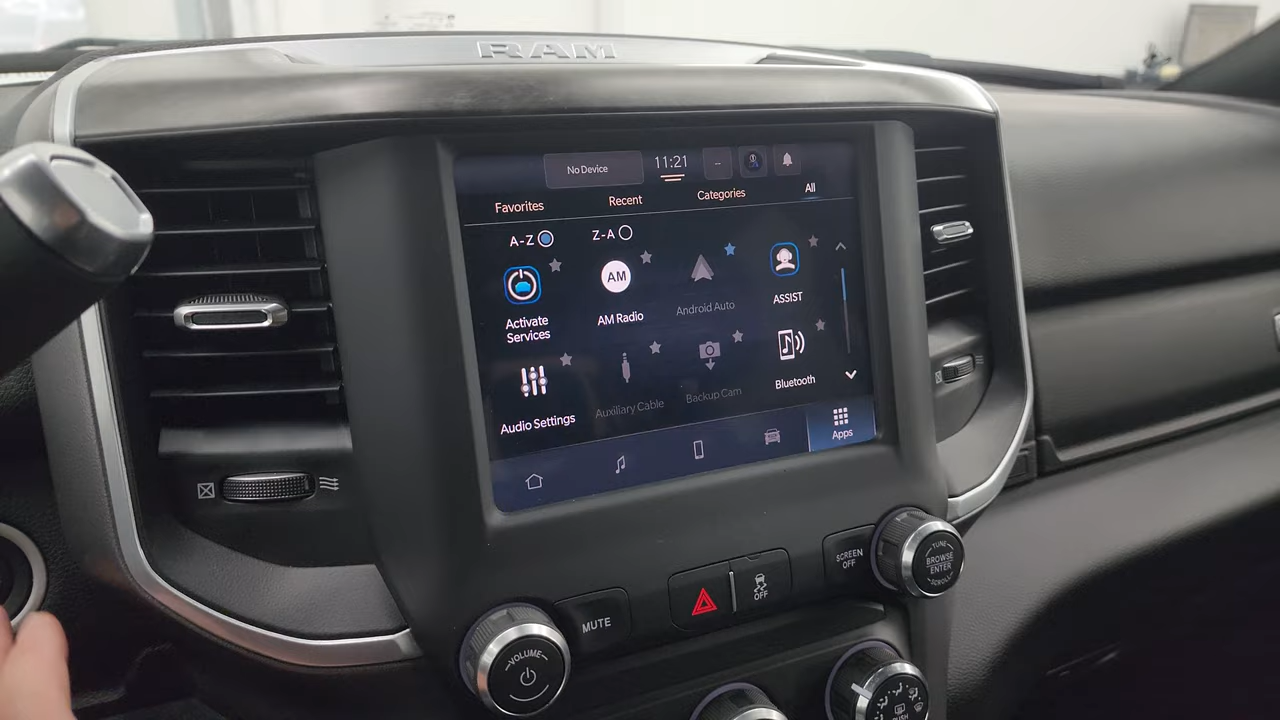 RAM
No Device
11:21
--
Favorites
Recent
Categories
All
A-Z
Z-A
AM
Activate
Services
AM Radio
Android Auto
ASSIST
Audio Settings
Auxiliary Cable
Backup Cam
Bluetooth
Apps
VOLUME
MUTE
OFF
SCREEN
OFF
TUNE
BROWSE
ENTER
SCROLL
PUSH